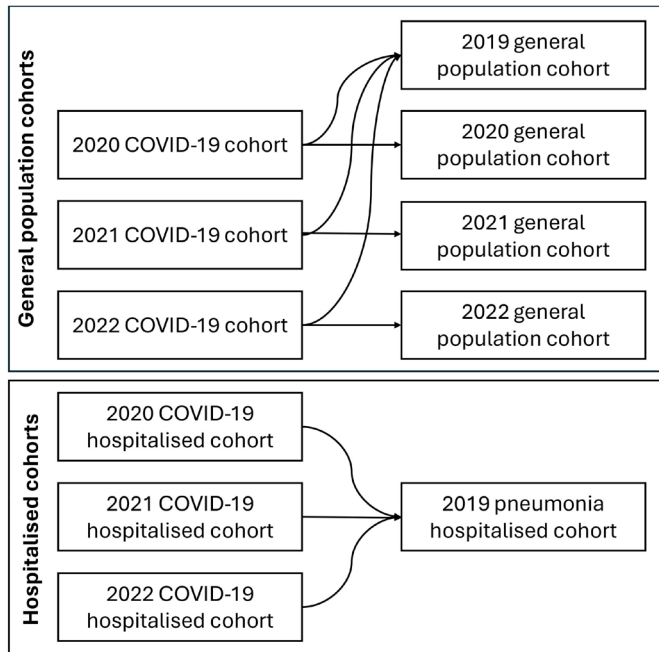 General population cohorts
2019 general
population cohort
2020 COVID-19 cohort
2020 general
population cohort
2021 COVID-19 cohort
2021 general
population cohort
2022 COVID-19 cohort
2022 general
population cohort
Hospitalised cohorts
2020 COVID-19
hospitalised cohort
2021 COVID-19
hospitalised cohort
2019 pneumonia
hospitalised cohort
2022 COVID-19
hospitalised cohort